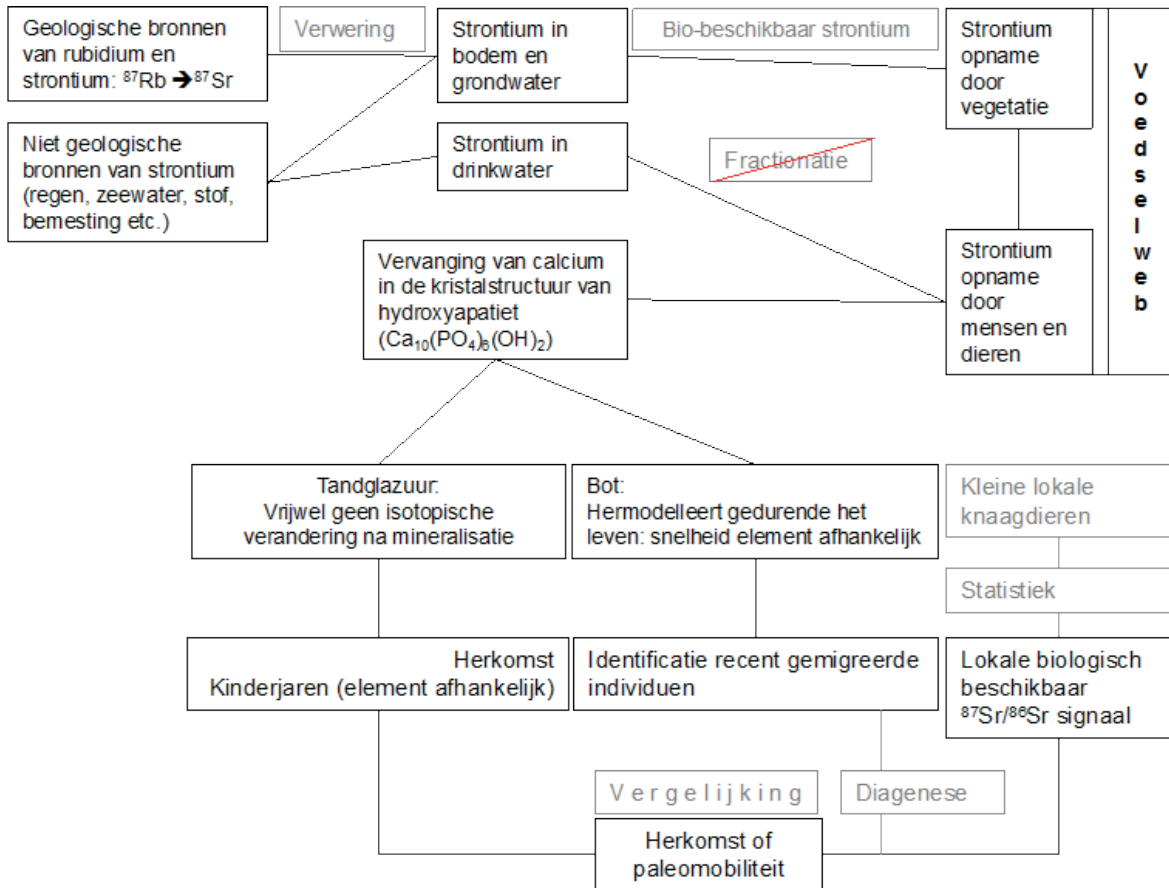 Geologische bronnen
van rubidium en
strontium: ⁸⁷Rb ➔ ⁸⁷Sr
Verwering
Strontium in
bodem en
grondwater
Bio-beschikbaar strontium
Strontium
opname
door
vegetatie
Voedselweb
Niet geologische
bronnen van strontium
(regen, zeewater, stof,
bemesting etc.)
Strontium in
drinkwater
Fractionatie
Vervanging van calcium
in de kristalstructuur van
hydroxyapatiet
(Ca₁₀(PO₄)₆(OH)₂)
Strontium
opname
door
mensen en
dieren
Tandglazuur:
Vrijwel geen isotopische
verandering na mineralisatie
Bot:
Hermodelleert gedurende het
leven: snelheid element afhankelijk
Kleine lokale
knaagdieren
Statistiek
Herkomst
Kinderjaren (element afhankelijk)
Identificatie recent gemigreerde
individuen
Lokale biologisch
beschikbaar
⁸⁷Sr/⁸⁶Sr signaal
Vergelijking
Diagenese
Herkomst of
paleomobiliteit